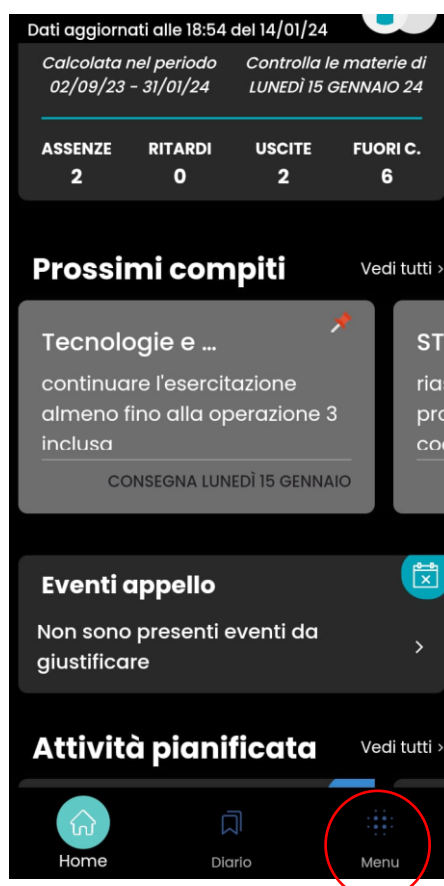 Dati aggiornati alle 18:54 del 14/01/24
Calcolata nel periodo
02/09/23 - 31/01/24
Controlla le materie di
LUNEDÌ 15 GENNAIO 24
ASSENZE RITARDI USCITE FUORI C.
2 0 2 6
Prossimi compiti Vedi tutti >
Tecnologie e ...
continuare l'esercitazione
almeno fino alla operazione 3
inclusa
CONSEGNA LUNEDÌ 15 GENNAIO
ST
ria
pro
Eventi appello
Non sono presenti eventi da
giustificare
Attività pianificata Vedi tutti >
Home Diario Menu